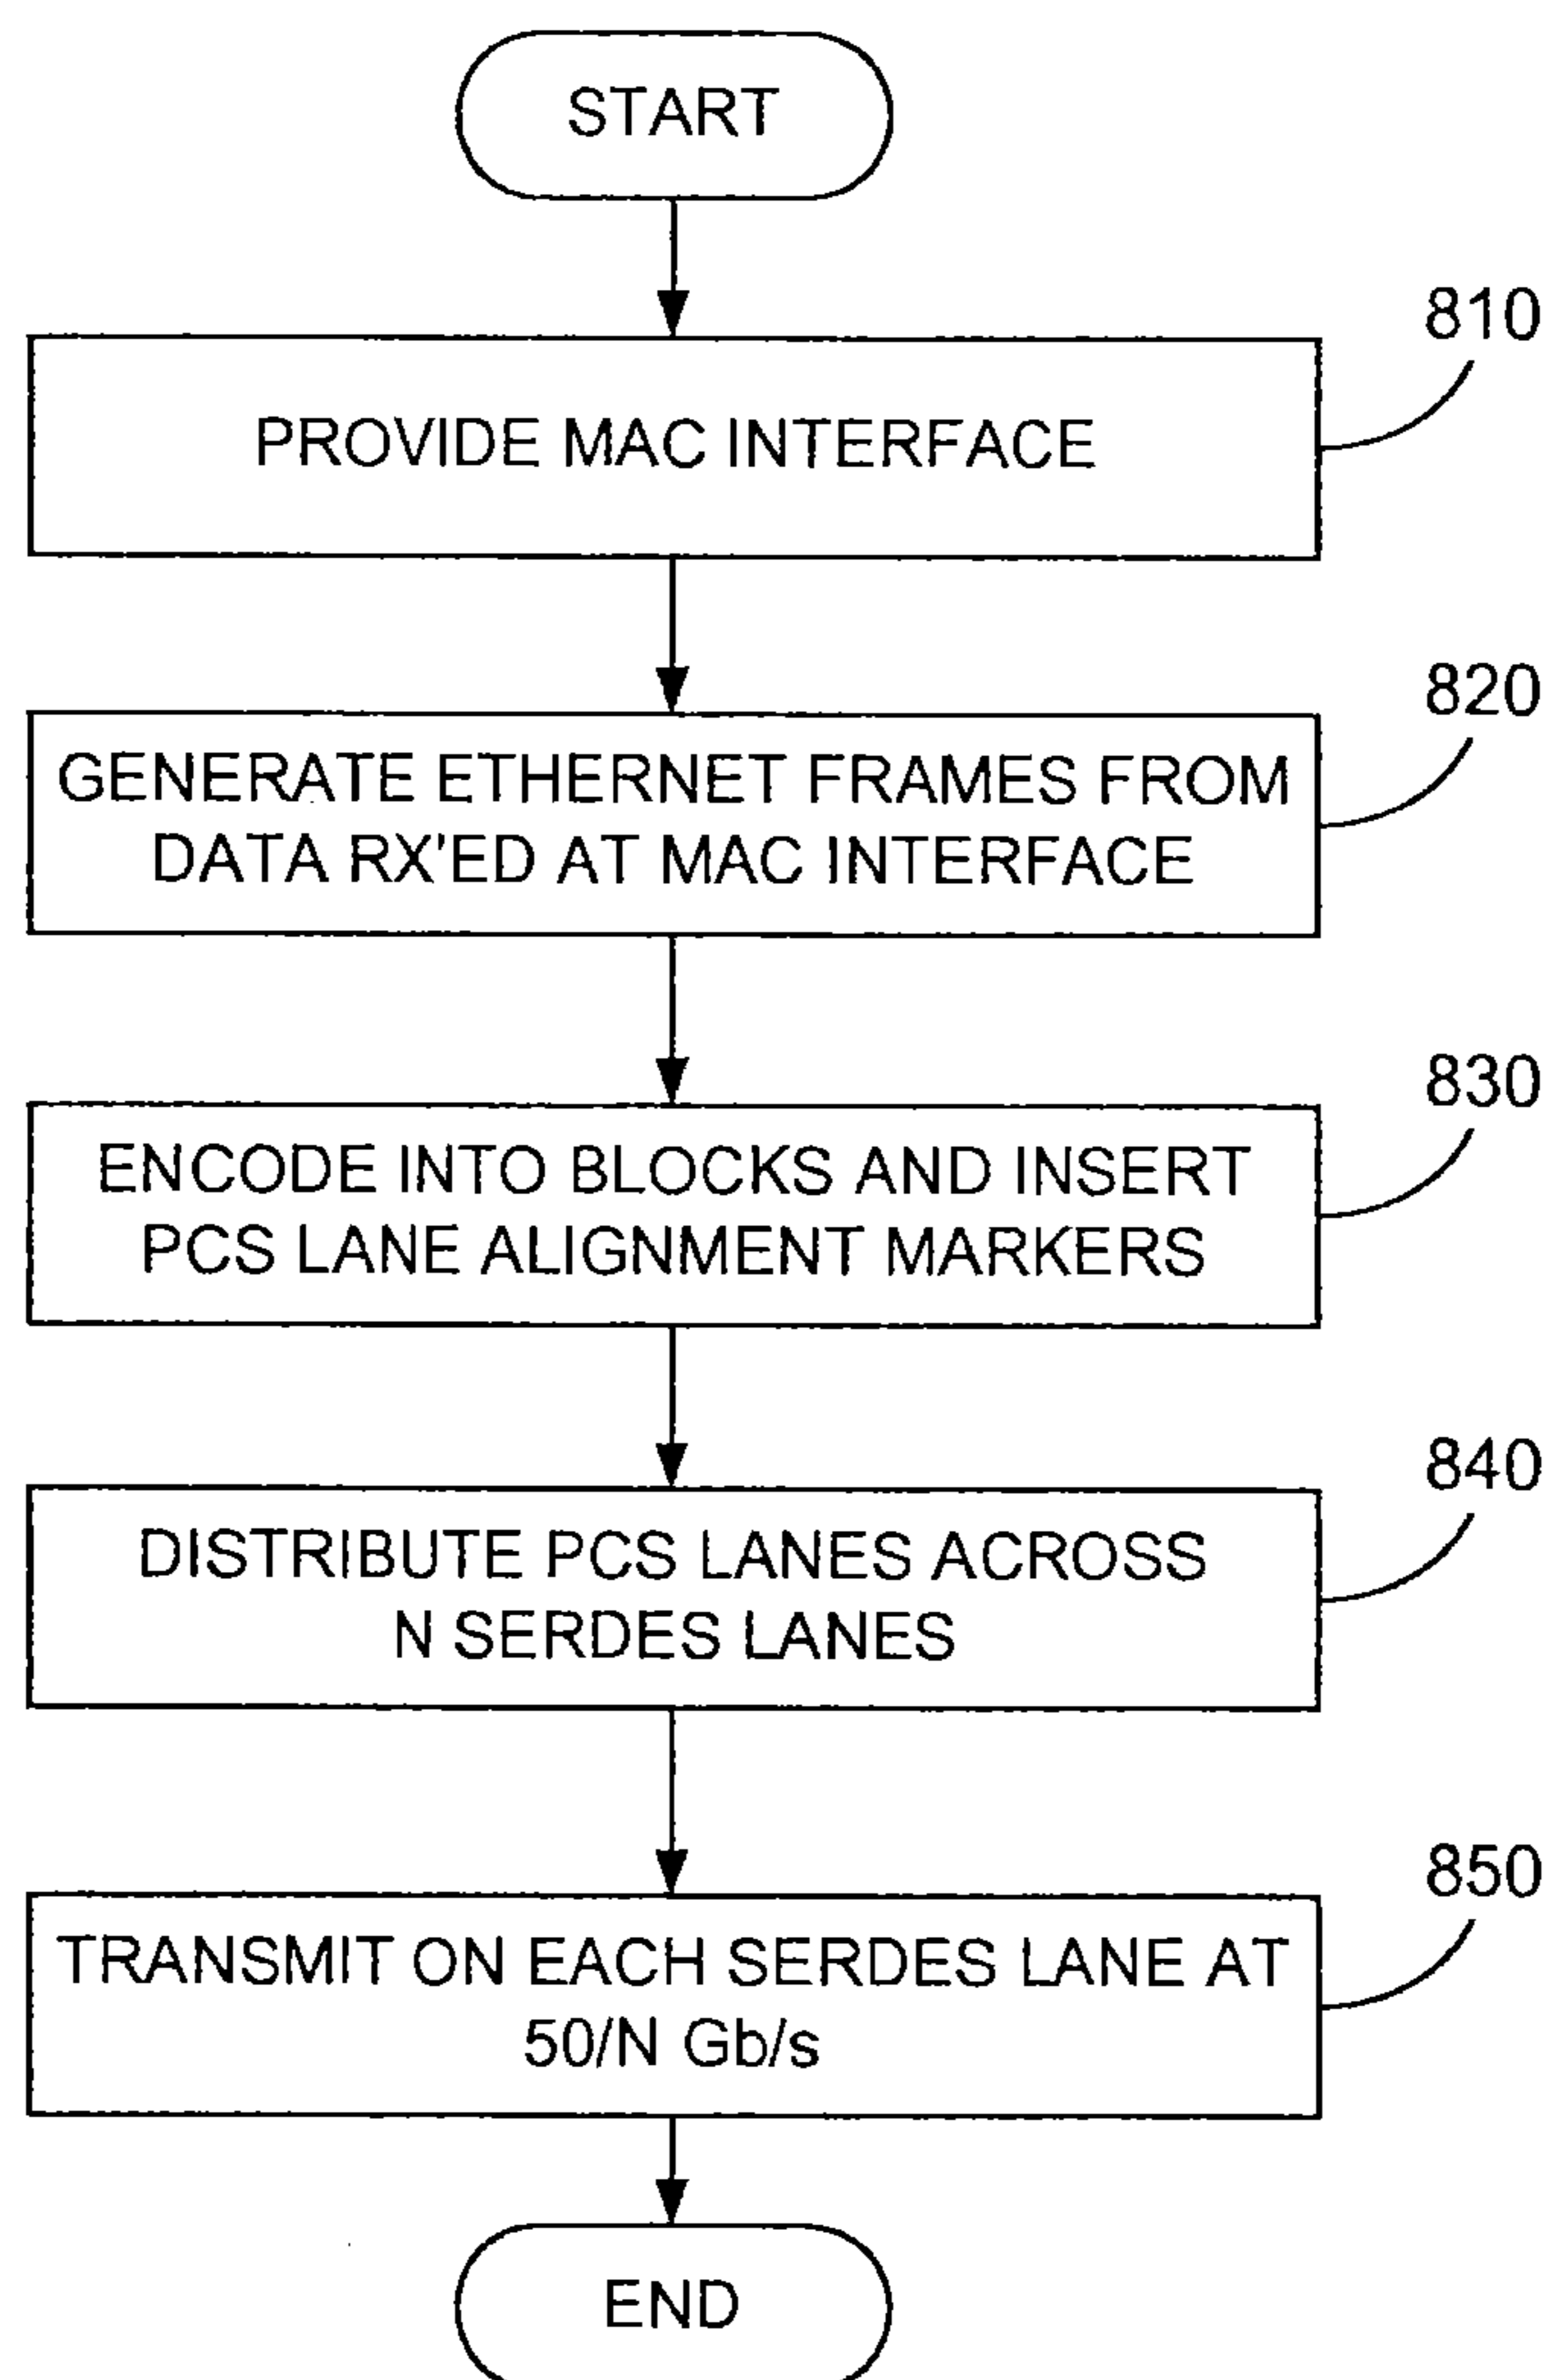 START
810
PROVIDE MAC INTERFACE
820
GENERATE ETHERNET FRAMES FROM
DATA RX'ED AT MAC INTERFACE
830
ENCODE INTO BLOCKS AND INSERT
PCS LANE ALIGNMENT MARKERS
840
DISTRIBUTE PCS LANES ACROSS
N SERDES LANES
850
TRANSMIT ON EACH SERDES LANE AT
50/N Gb/s
END